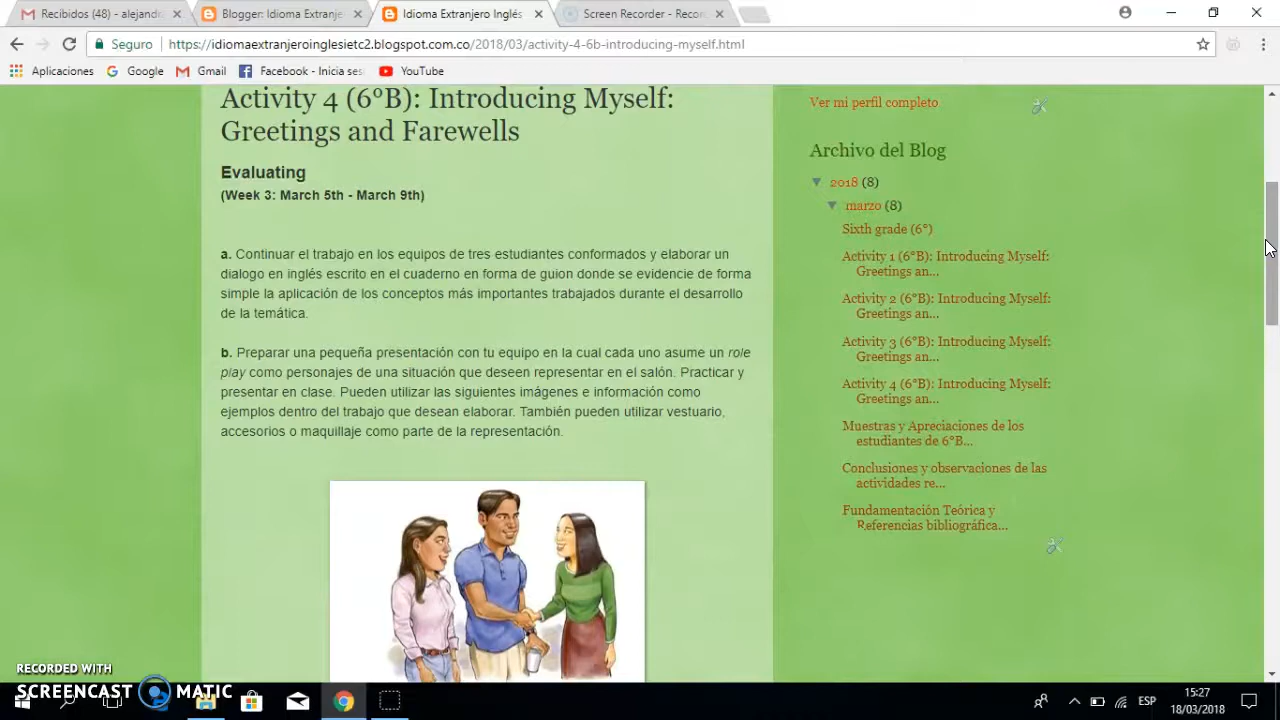 Recibidos (48) - alejandr
Blogger: Idioma Extranje
Idioma Extranjero Inglés
Screen Recorder - Recor
Seguro
https://idiomaextranjeroinglesietc2.blogspot.com.co/2018/03/activity-4-6b-introducing-myself.html
Aplicaciones
Google
Gmail
Facebook - Inicia ses
YouTube
Activity 4 (6°B): Introducing Myself:
Greetings and Farewells
Evaluating
(Week 3: March 5th - March 9th)
a. Continuar el trabajo en los equipos de tres estudiantes conformados y elaborar un
dialogo en inglés escrito en el cuaderno en forma de guion donde se evidencie de forma
simple la aplicación de los conceptos más importantes trabajados durante el desarrollo
de la temática.
b. Preparar una pequeña presentación con tu equipo en la cual cada uno asume un role
play como personajes de una situación que deseen representar en el salón. Practicar y
presentar en clase. Pueden utilizar las siguientes imágenes e información como
ejemplos dentro del trabajo que desean elaborar. También pueden utilizar vestuario,
accesorios o maquillaje como parte de la representación.
Ver mi perfil completo
Archivo del Blog
▼ 2018 (8)
▼ marzo (8)
Sixth grade (6°)
Activity 1 (6°B): Introducing Myself:
Greetings an...
Activity 2 (6°B): Introducing Myself:
Greetings an...
Activity 3 (6°B): Introducing Myself:
Greetings an...
Activity 4 (6°B): Introducing Myself:
Greetings an...
Muestras y Apreciaciones de los
estudiantes de 6°B...
Conclusiones y observaciones de las
actividades re...
Fundamentación Teórica y
Referencias bibliográfica...
RECORDED WITH
SCREENCAST MATIC
ESP
15:27
18/03/2018